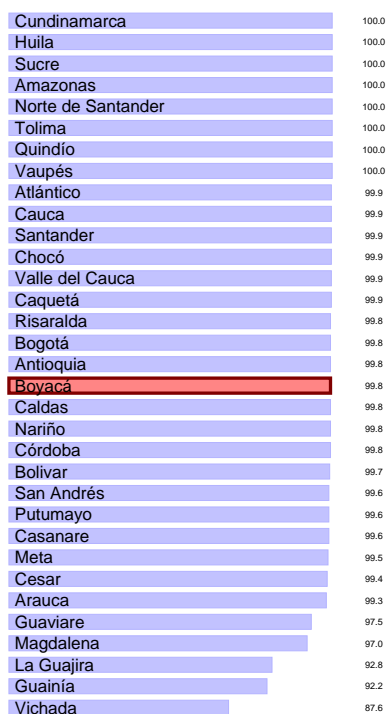 Cundinamarca 100.0
Huila 100.0
Sucre 100.0
Amazonas 100.0
Norte de Santander 100.0
Tolima 100.0
Quindío 100.0
Vaupés 100.0
Atlántico 99.9
Cauca 99.9
Santander 99.9
Chocó 99.9
Valle del Cauca 99.9
Caquetá 99.9
Risaralda 99.8
Bogotá 99.8
Antioquia 99.8
Boyacá 99.8
Caldas 99.8
Nariño 99.8
Córdoba 99.8
Bolivar 99.7
San Andrés 99.6
Putumayo 99.6
Casanare 99.6
Meta 99.5
Cesar 99.4
Arauca 99.3
Guaviare 97.5
Magdalena 97.0
La Guajira 92.8
Guainía 92.2
Vichada 87.6